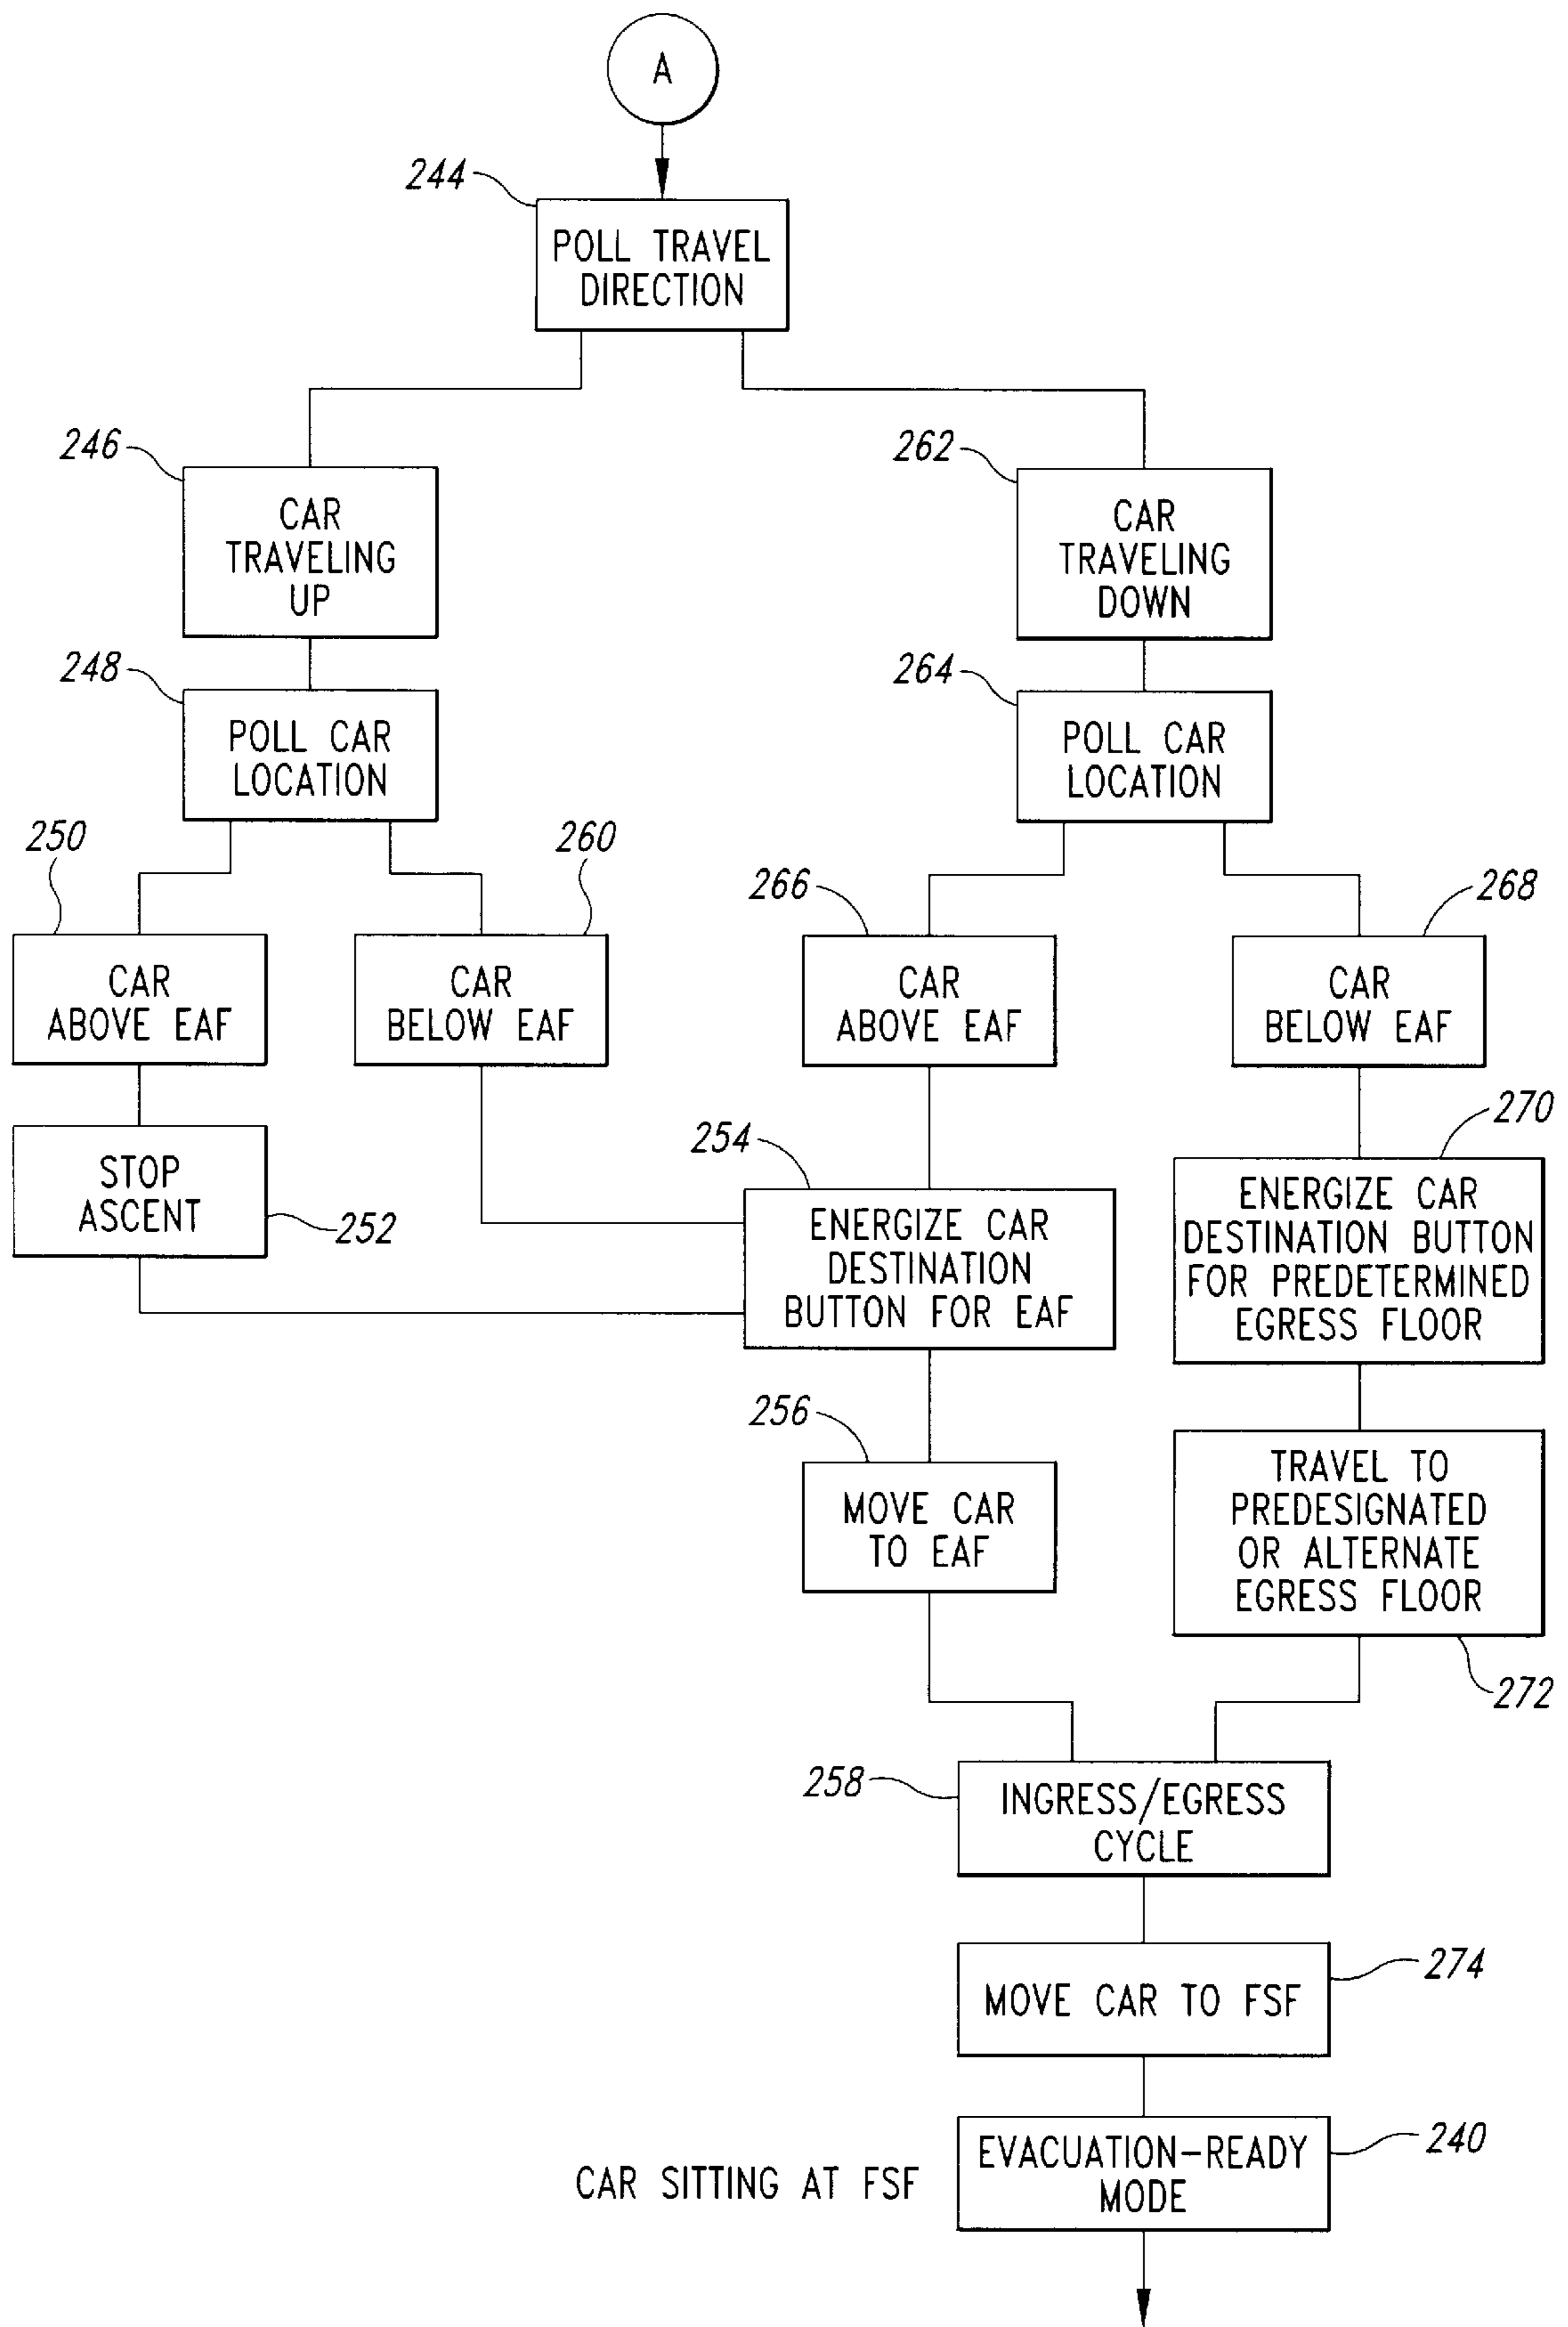 A
244
POLL TRAVEL
DIRECTION
246
CAR
TRAVELING
UP
262
CAR
TRAVELING
DOWN
248
POLL CAR
LOCATION
264
POLL CAR
LOCATION
250
CAR
ABOVE EAF
260
CAR
BELOW EAF
266
CAR
ABOVE EAF
268
CAR
BELOW EAF
STOP
ASCENT
252
254
ENERGIZE CAR
DESTINATION
BUTTON FOR EAF
270
ENERGIZE CAR
DESTINATION BUTTON
FOR PREDETERMINED
EGRESS FLOOR
256
MOVE CAR
TO EAF
TRAVEL TO
PREDESIGNATED
OR ALTERNATE
EGRESS FLOOR
272
258
INGRESS/EGRESS
CYCLE
MOVE CAR TO FSF
274
CAR SITTING AT FSF
EVACUATION-READY
MODE
240